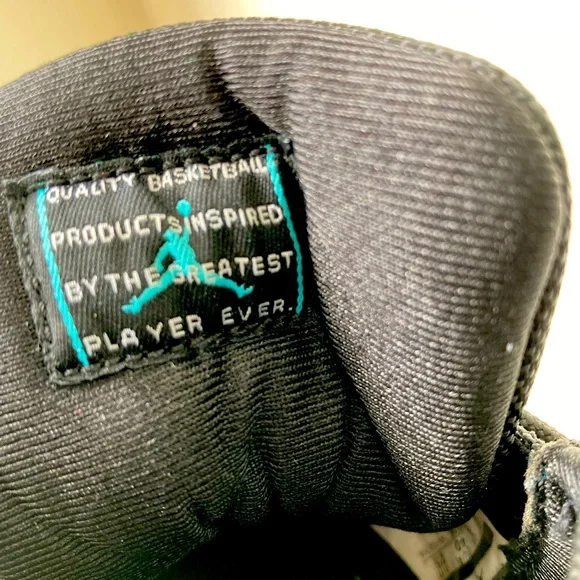 QUALITY BASKETBALL
PRODUCTS INSPIRED
BY THE GREATEST
PLAYER EVER.